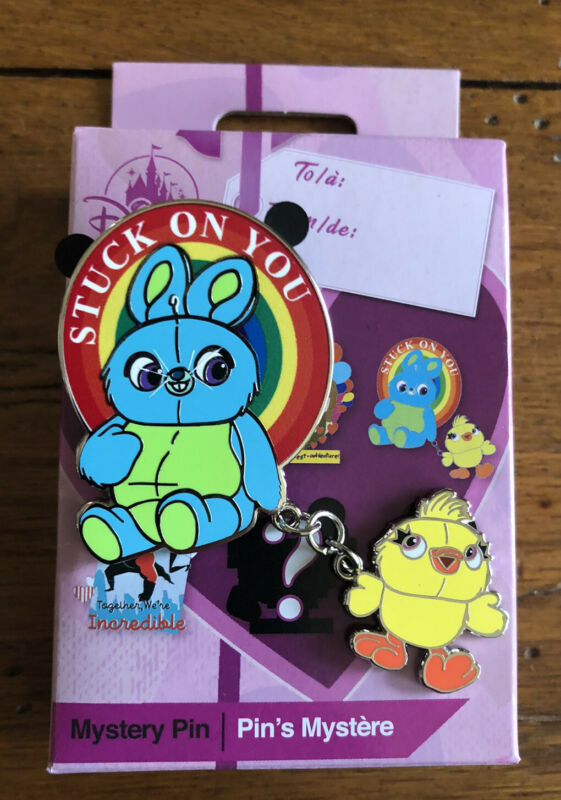 To/à:
/de:
STUCK ON YOU
STUCK ON YOU
Together, We're
Incredible
Mystery Pin | Pin's Mystère